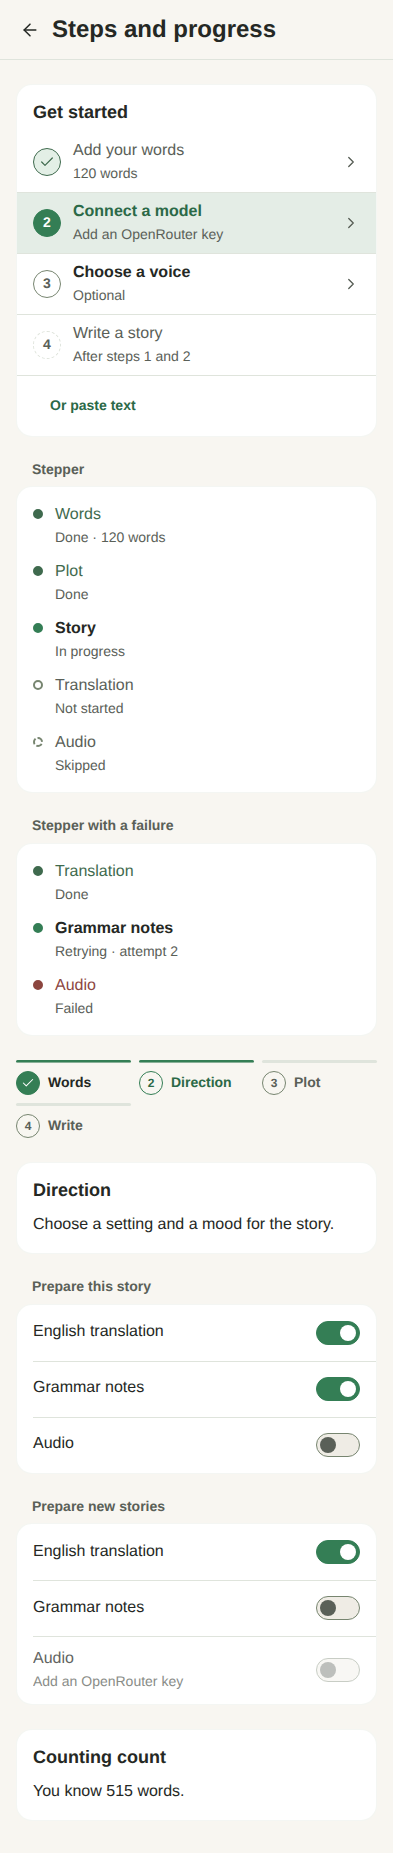 Steps and progress
Get started
Add your words
120 words
2
Connect a model
Add an OpenRouter key
3
Choose a voice
Optional
4
Write a story
After steps 1 and 2
Or paste text
Stepper
Words
Done · 120 words
Plot
Done
Story
In progress
Translation
Not started
Audio
Skipped
Stepper with a failure
Translation
Done
Grammar notes
Retrying · attempt 2
Audio
Failed
Words
2 Direction
3 Plot
4 Write
Direction
Choose a setting and a mood for the story.
Prepare this story
English translation
Grammar notes
Audio
Prepare new stories
English translation
Grammar notes
Audio
Add an OpenRouter key
Counting count
You know 515 words.